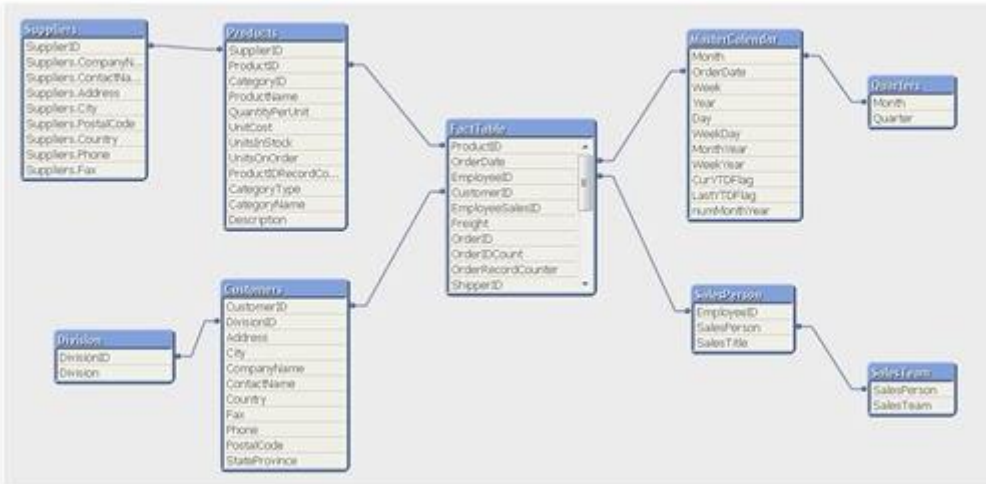 Suppliers
SupplierID
Suppliers.CompanyN...
Suppliers.ContactNa...
Suppliers.Address
Suppliers.City
Suppliers.PostalCode
Suppliers.Country
Suppliers.Phone
Suppliers.Fax
Products
SupplierID
ProductID
CategoryID
ProductName
QuantityPerUnit
UnitCost
UnitsInStock
UnitsOnOrder
ProductIDRecordCo...
CategoryType
CategoryName
Description
FactTable
ProductID
OrderDate
EmployeeID
CustomerID
EmployeeSalesID
Freight
OrderID
OrderIDCount
OrderRecordCounter
ShipperID
MasterCalendar
Month
OrderDate
Week
Year
Day
WeekDay
MonthYear
WeekYear
CurYTDFlag
LastYTDFlag
numMonthYear
Quarters
Month
Quarter
Division
DivisionID
Division
Customers
CustomerID
DivisionID
Address
City
CompanyName
ContactName
Country
Fax
Phone
PostalCode
StateProvince
SalesPerson
EmployeeID
SalesPerson
SalesTitle
SalesTeam
SalesPerson
SalesTeam